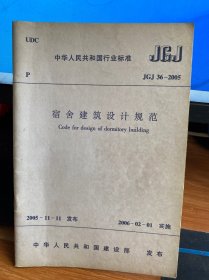 UDC
中华人民共和国行业标准 JGJ
P JGJ 36-2005
宿舍建筑设计规范
Code for design of dormitory building
2005-11-11 发布 2006-02-01 实施
中华人民共和国建设部 发布